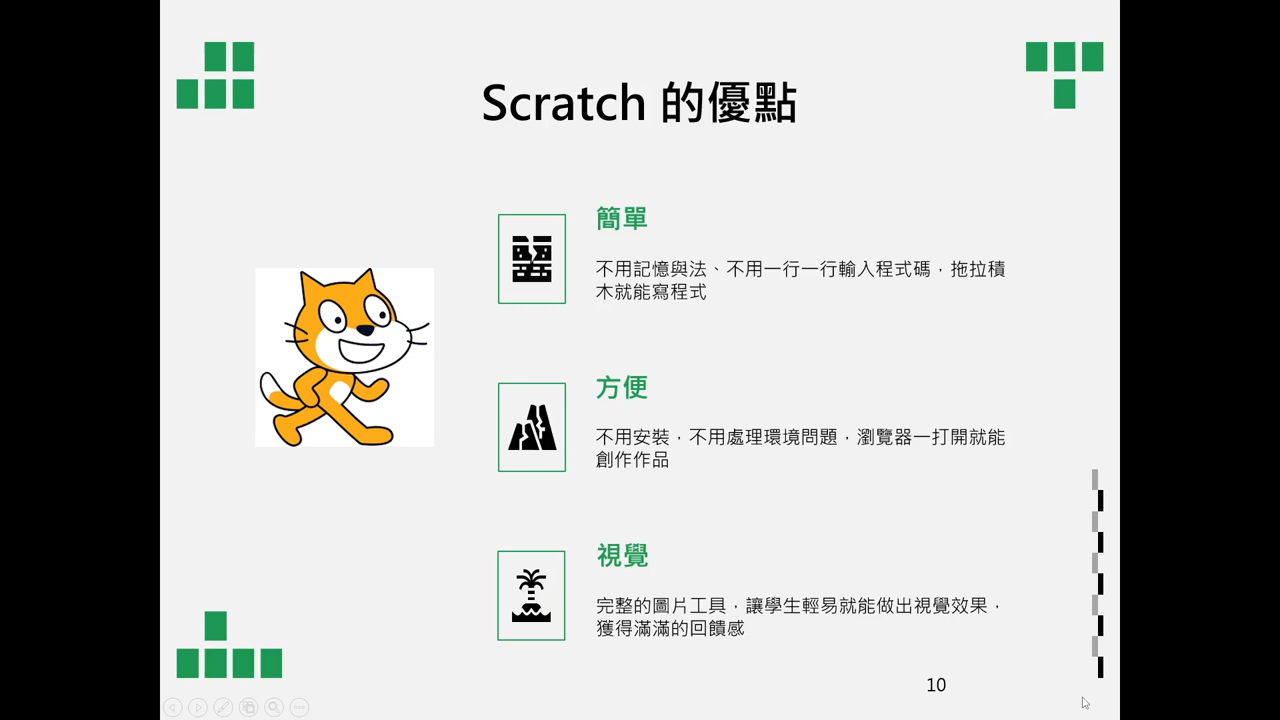 Scratch 的優點
簡單
不用記憶與法、不用一行一行輸入程式碼，拖拉積
木就能寫程式
方便
不用安裝，不用處理環境問題，瀏覽器一打開就能
創作作品
視覺
完整的圖片工具，讓學生輕易就能做出視覺效果，
獲得滿滿的回饋感
10